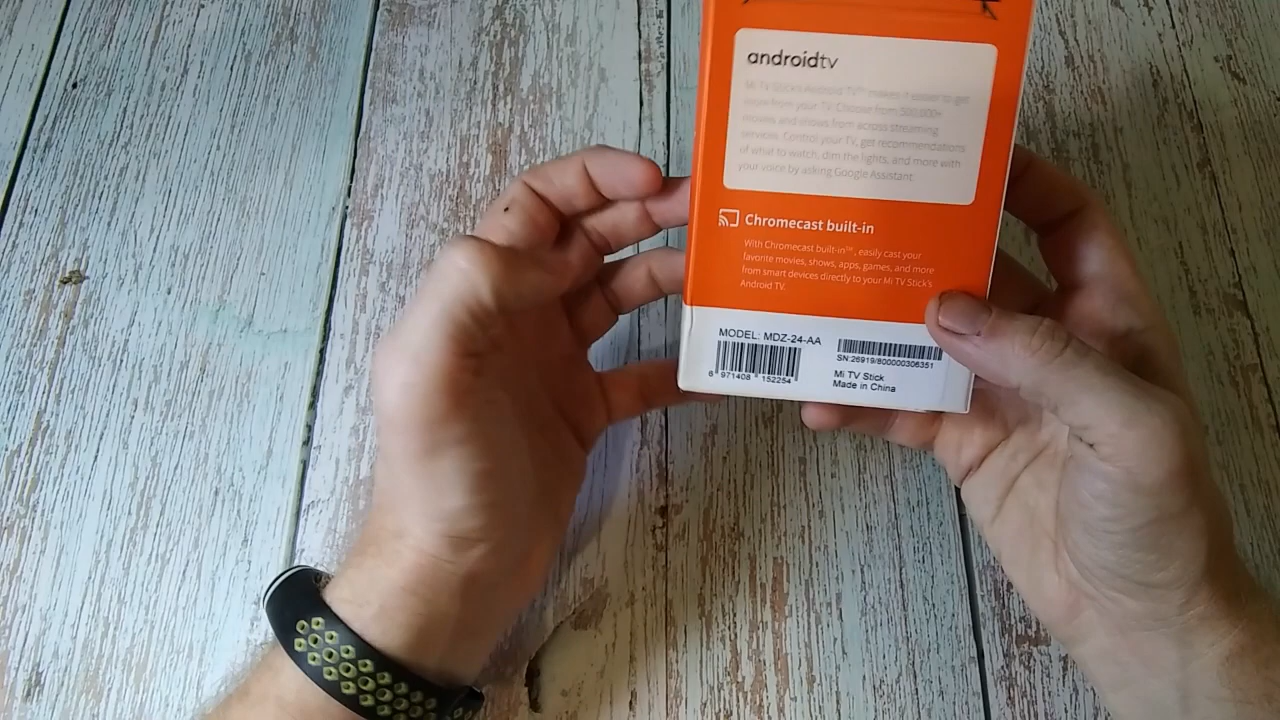 androidtv
Mi TV Stick's Android TV™ makes it easier to get
more from your TV. Choose from 500,000+
movies and shows from across streaming
services. Control your TV, get recommendations
of what to watch, dim the lights, and more with
your voice by asking Google Assistant.
Chromecast built-in
With Chromecast built-in™, easily cast your
favorite movies, shows, apps, games, and more
from smart devices directly to your Mi TV Stick's
Android TV.
MODEL: MDZ-24-AA
6 971408 152254
SN:26919/800000306351
Mi TV Stick
Made in China